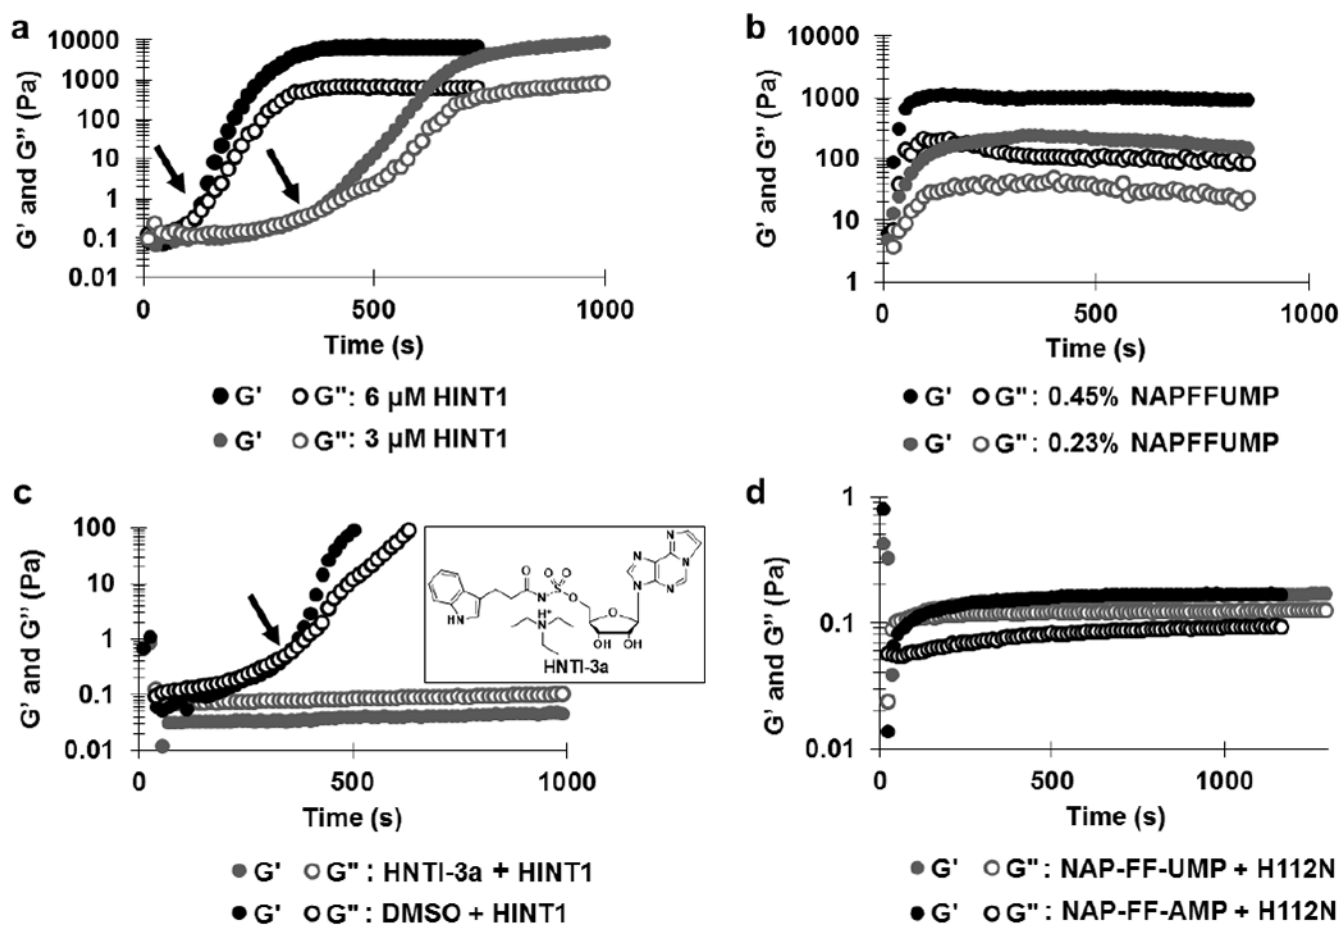 a
G' and G'' (Pa)
10000
1000
100
10
1
0.1
0.01
0
500
1000
Time (s)
G' G'': 6 µM HINT1
G' G'': 3 µM HINT1
b
G' and G'' (Pa)
10000
1000
100
10
1
0
500
1000
Time (s)
G' G'': 0.45% NAPFFUMP
G' G'': 0.23% NAPFFUMP
c
G' and G'' (Pa)
100
10
1
0.1
0.01
0
500
1000
Time (s)
O
O O
N S
O
HN
H+
N
O
OH OH
N N
N N
N N
HNTI-3a
G' G'': HNTI-3a + HINT1
G' G'': DMSO + HINT1
d
G' and G'' (Pa)
1
0.1
0.01
0
500
1000
Time (s)
G' G'': NAP-FF-UMP + H112N
G' G'': NAP-FF-AMP + H112N